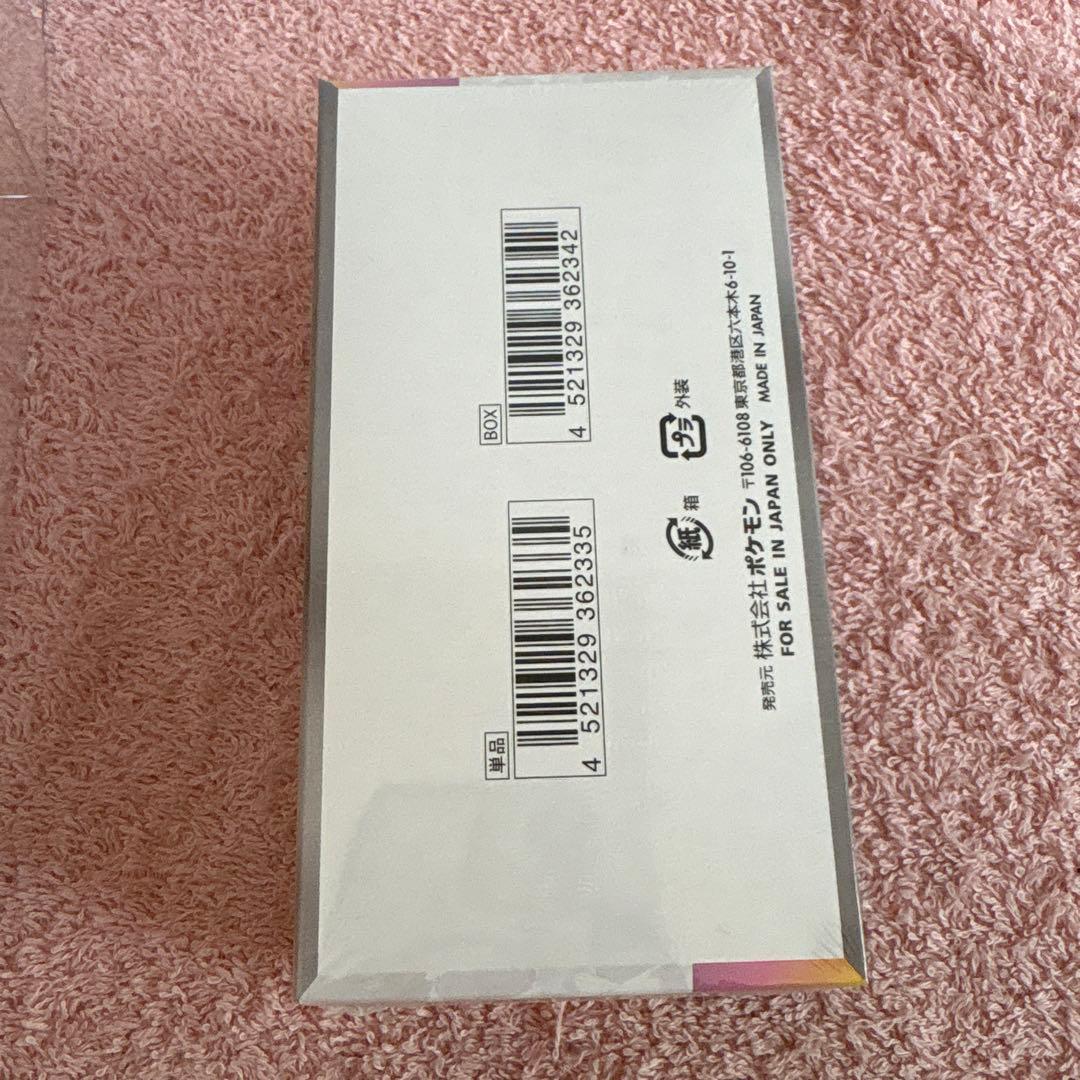 単品
4 521329 362335
BOX
4 521329 362342
紙 箱
プラ 外装
発売元 株式会社ポケモン 〒106-6108 東京都港区六本木6-10-1
FOR SALE IN JAPAN ONLY MADE IN JAPAN